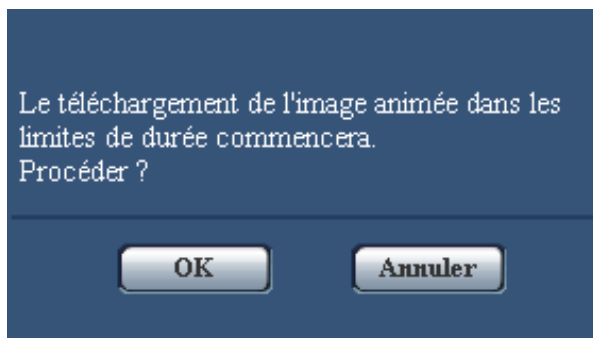 Le téléchargement de l'image animée dans les
limites de durée commencera.
Procéder ?
OK
Annuler